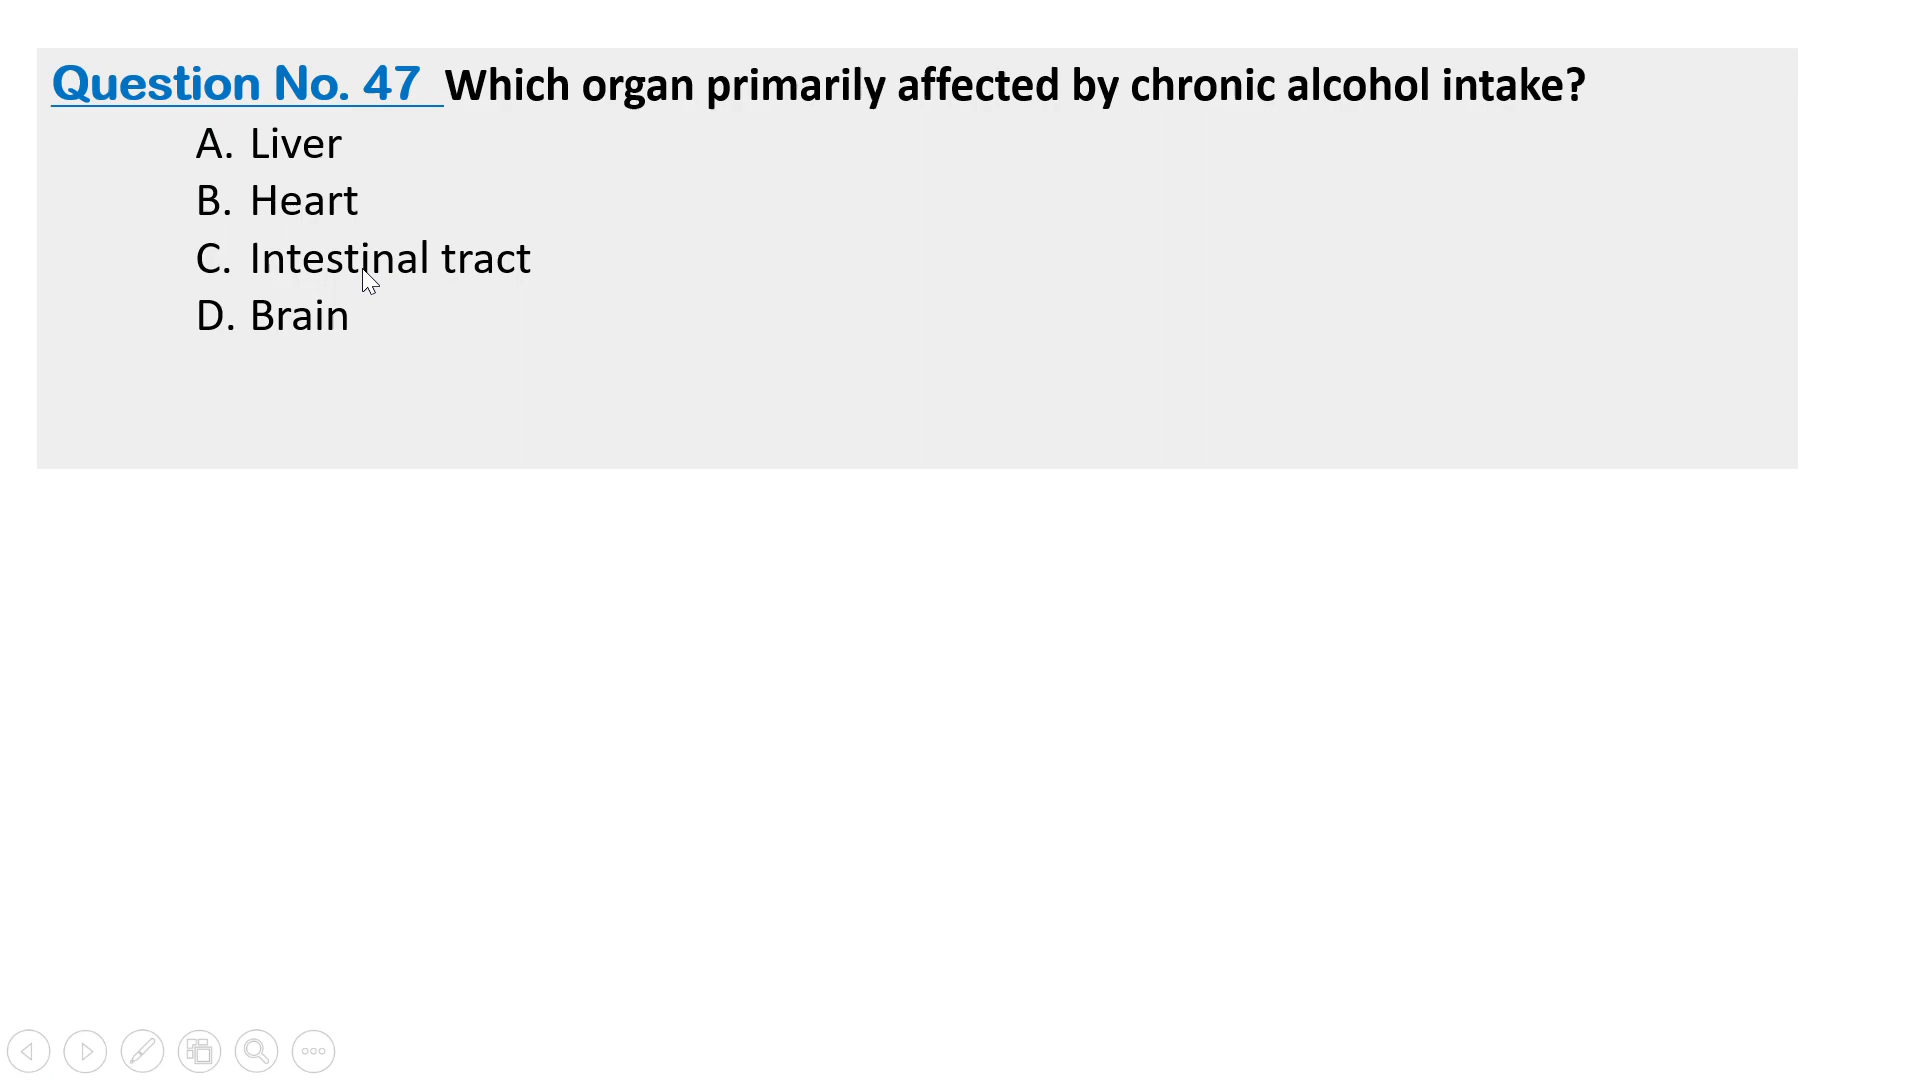 Question No. 47 Which organ primarily affected by chronic alcohol intake?
A. Liver
B. Heart
C. Intestinal tract
D. Brain